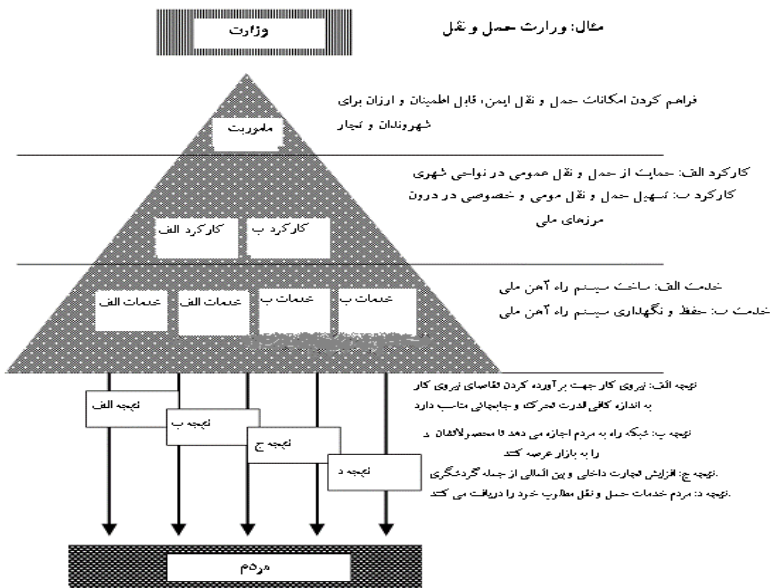 مثال: وزارت حمل و نقل
وزارت
فراهم کردن امکانات حمل و نقل ایمن، قابل اطمینان و ارزان برای
شهروندان و تجار
ماموریت
کارکرد الف: حمایت از حمل و نقل عمومی در نواحی شهری
کارکرد ب: تسهیل حمل و نقل مومی و خصوصی در درون
مرزهای ملی
کارکرد ب
کارکرد الف
خدمت الف: ساخت سیستم راه آهن ملی
خدمت ب: حفظ و نگهداری سیستم راه آهن ملی
خدمات ب
خدمات ب
خدمات الف
خدمات الف
نتیجه الف: نیروی کار جهت بر آورده کردن تقاضای نیروی کار
به اندازه کافی قدرت تحرکت و جابجائی مناسب دارد
نتیجه ب: شبکه راه به مردم اجازه می دهد تا محصولاتشان د
را به بازار عرضه کنند
نتیجه ج: افزایش تجارت داخلی و بین المللی از جمله گردشگری.
نتیجه د: مردم خدمات حمل و نقل مطلوب خود را دریافت می کنند.
نتیجه الف
نتیجه ب
نتیجه ج
نتیجه د
مردم